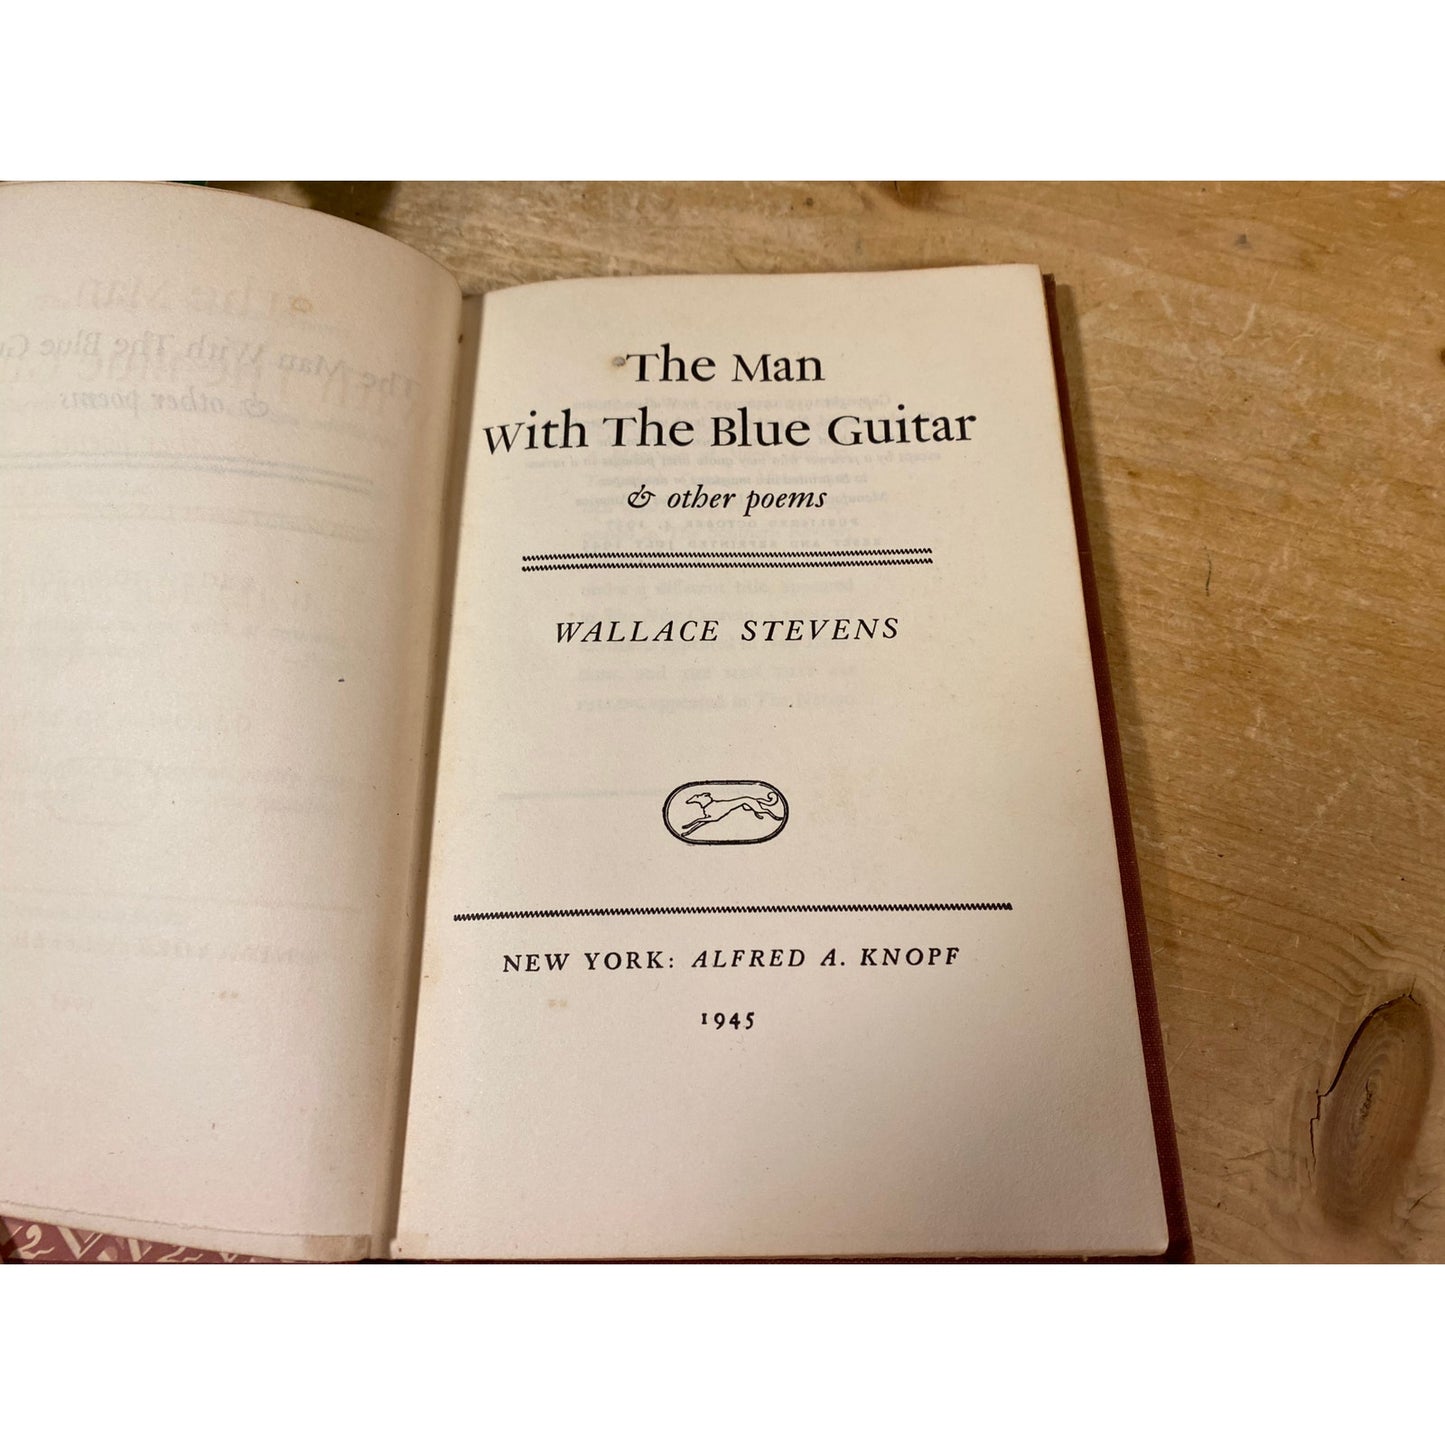 The Man
With The Blue Guitar
& other poems
WALLACE STEVENS
NEW YORK: ALFRED A. KNOPF
1945